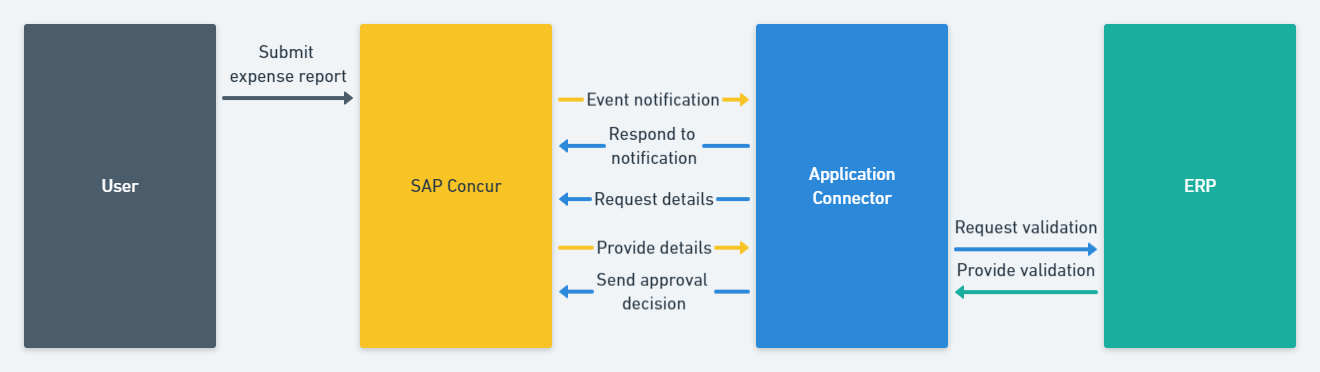 User
Submit
expense report
SAP Concur
Event notification
Respond to
notification
Request details
Provide details
Send approval
decision
Application
Connector
Request validation
Provide validation
ERP